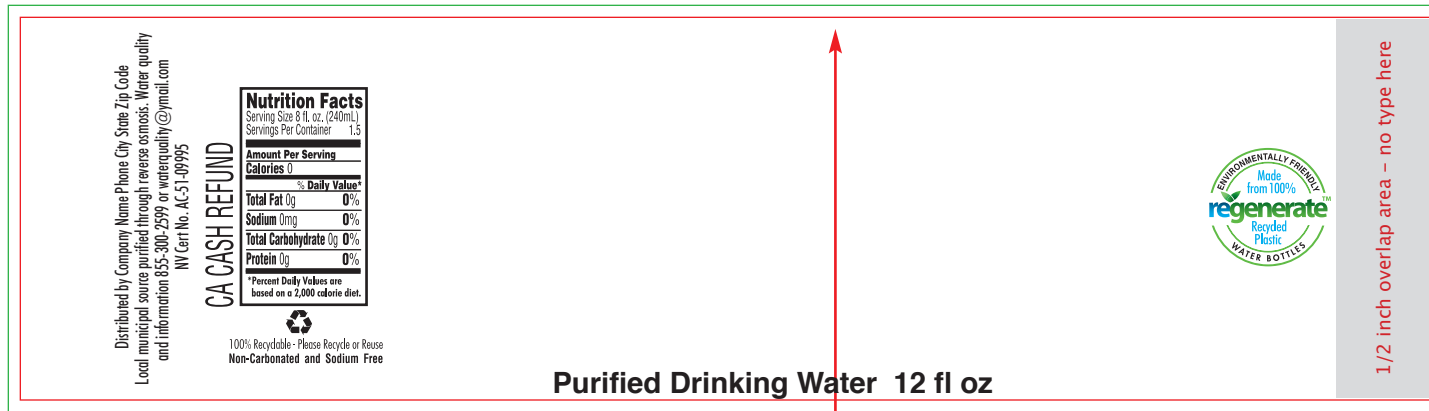 Distributed by Company Name Phone City State Zip Code
Local municipal source purified through reverse osmosis. Water quality
and information 855-300-2599 or waterquality@ymail.com
NV Cert No. AC-51-09995
CA CASH REFUND
Nutrition Facts
Serving Size 8 fl. oz. (240mL)
Servings Per Container 1.5
Amount Per Serving
Calories 0
% Daily Value*
Total Fat 0g 0%
Sodium 0mg 0%
Total Carbohydrate 0g 0%
Protein 0g 0%
*Percent Daily Values are
based on a 2,000 calorie diet.
100% Recyclable - Please Recycle or Reuse
Non-Carbonated and Sodium Free
Purified Drinking Water 12 fl oz
ENVIRONMENTALLY FRIENDLY
Made
from 100%
regenerate™
Recycled
Plastic
WATER BOTTLES
1/2 inch overlap area – no type here